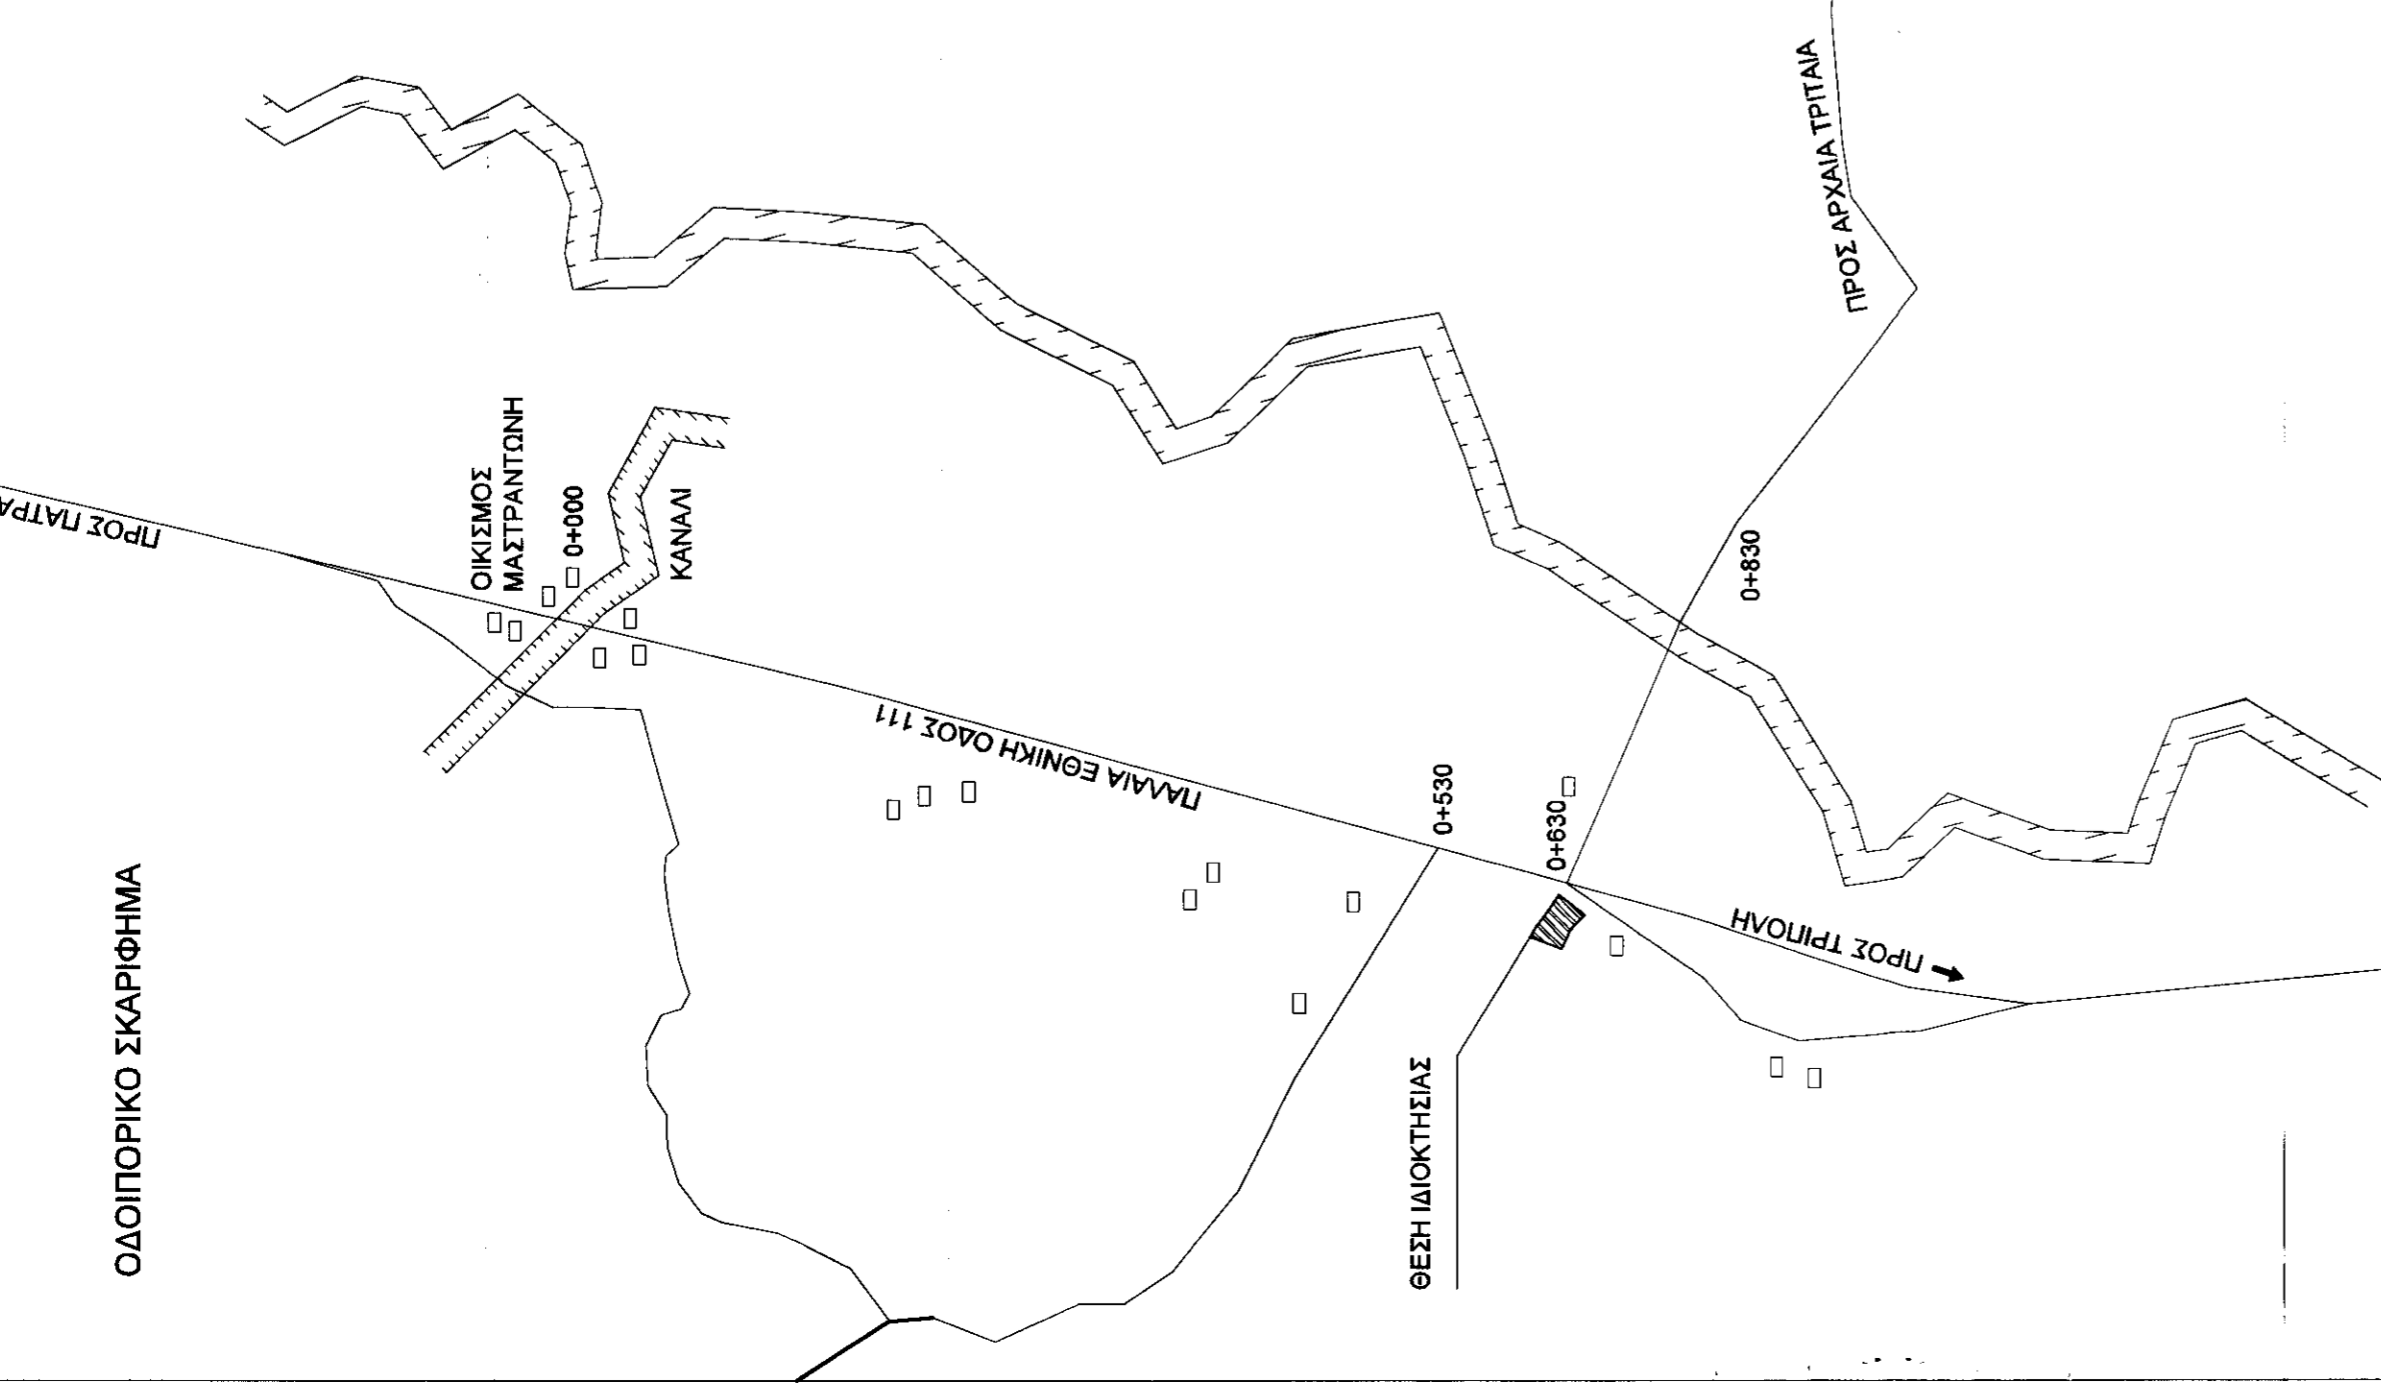 ΟΔΟΙΠΟΡΙΚΟ ΣΚΑΡΙΦΗΜΑ
ΠΡΟΣ ΠΑΤΡΑ
ΟΙΚΙΣΜΟΣ
ΜΑΣΤΡΑΝΤΩΝΗ
0+000
ΚΑΝΑΛΙ
ΠΑΛΑΙΑ ΕΘΝΙΚΗ ΟΔΟΣ 111
0+530
0+630
ΘΕΣΗ ΙΔΙΟΚΤΗΣΙΑΣ
0+830
ΠΡΟΣ ΑΡΧΑΙΑ ΤΡΙΤΑΙΑ
ΠΡΟΣ ΤΡΙΠΟΛΗ